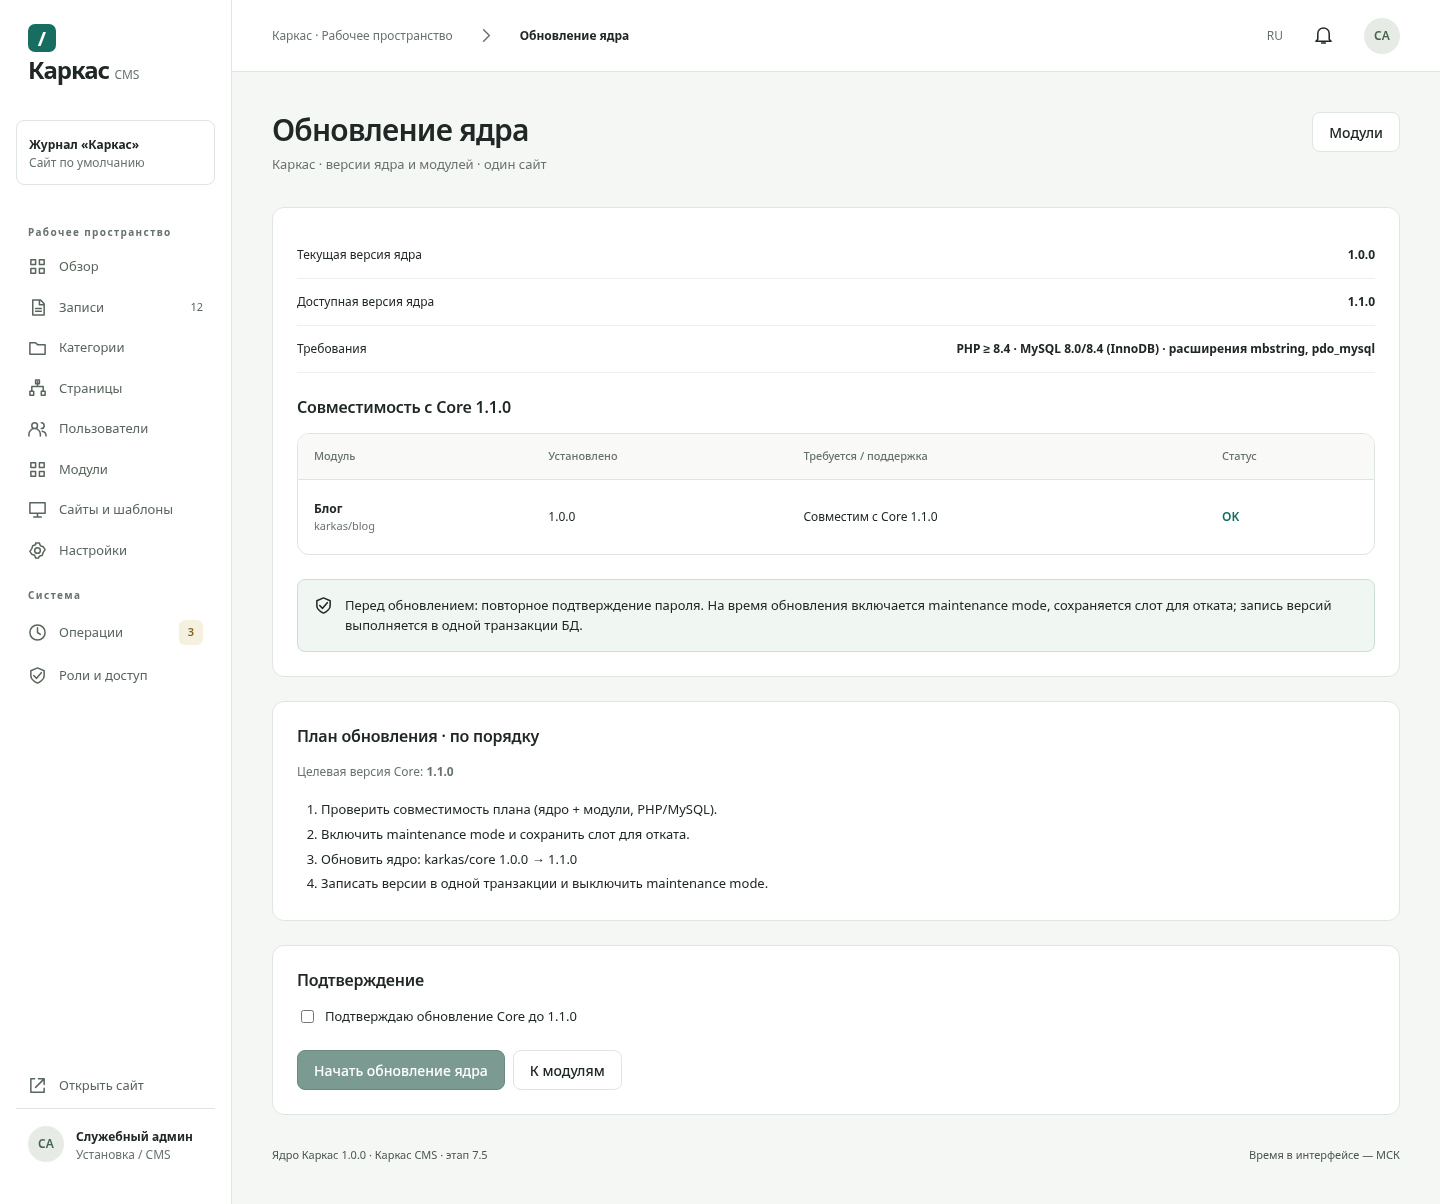 /
Каркас CMS
Журнал «Каркас»
Сайт по умолчанию
Рабочее пространство
Обзор
Записи 12
Категории
Страницы
Пользователи
Модули
Сайты и шаблоны
Настройки
Система
Операции 3
Роли и доступ
Открыть сайт
СА
Служебный админ
Установка / CMS
Каркас · Рабочее пространство
Обновление ядра
RU
СА
Обновление ядра
Каркас · версии ядра и модулей · один сайт
Модули
Текущая версия ядра 1.0.0
Доступная версия ядра 1.1.0
Требования PHP ≥ 8.4 · MySQL 8.0/8.4 (InnoDB) · расширения mbstring, pdo_mysql
Совместимость с Core 1.1.0
Модуль Установлено Требуется / поддержка Статус
Блог
karkas/blog
1.0.0
Совместим с Core 1.1.0
OK
Перед обновлением: повторное подтверждение пароля. На время обновления включается maintenance mode, сохраняется слот для отката; запись версий
выполняется в одной транзакции БД.
План обновления · по порядку
Целевая версия Core: 1.1.0
1. Проверить совместимость плана (ядро + модули, PHP/MySQL).
2. Включить maintenance mode и сохранить слот для отката.
3. Обновить ядро: karkas/core 1.0.0 → 1.1.0
4. Записать версии в одной транзакции и выключить maintenance mode.
Подтверждение
Подтверждаю обновление Core до 1.1.0
Начать обновление ядра
К модулям
Ядро Каркас 1.0.0 · Каркас CMS · этап 7.5
Время в интерфейсе — МСК